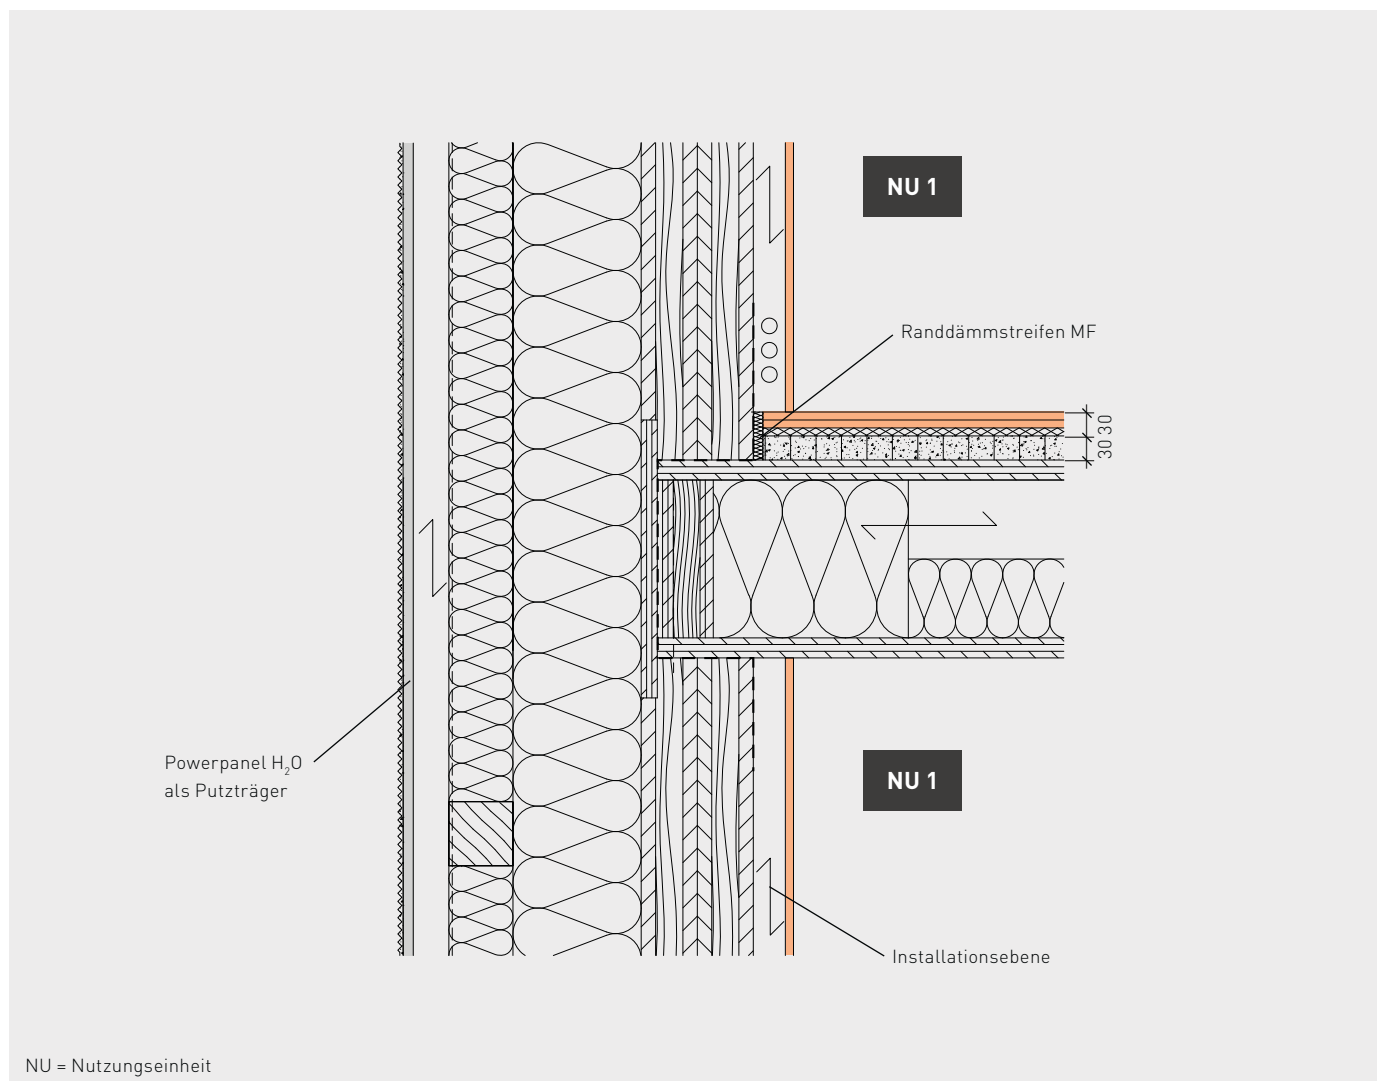 NU 1
Randdämmstreifen MF
30 30
Powerpanel H₂O
als Putzträger
NU 1
Installationsebene
NU = Nutzungseinheit